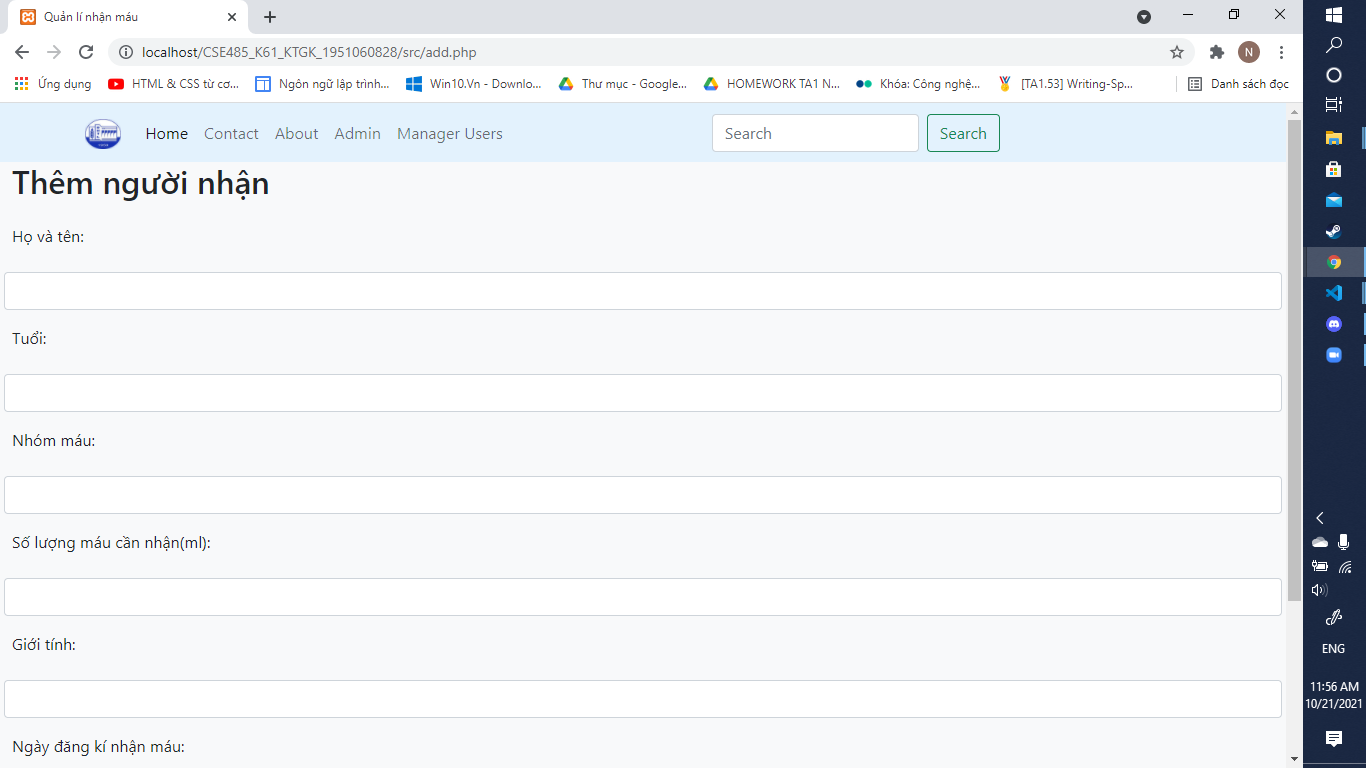 Quản lí nhận máu
localhost/CSE485_K61_KTGK_1951060828/src/add.php
N
Ứng dụng
HTML & CSS từ cơ...
Ngôn ngữ lập trình...
Win10.Vn - Downlo...
Thư mục - Google...
HOMEWORK TA1 N...
Khóa: Công nghệ,...
[TA1.53] Writing-Sp...
Danh sách đọc
Home Contact About Admin Manager Users
Search
Search
Thêm người nhận
Họ và tên:
Tuổi:
Nhóm máu:
Số lượng máu cần nhận(ml):
Giới tính:
Ngày đăng kí nhận máu:
ENG
11:56 AM
10/21/2021